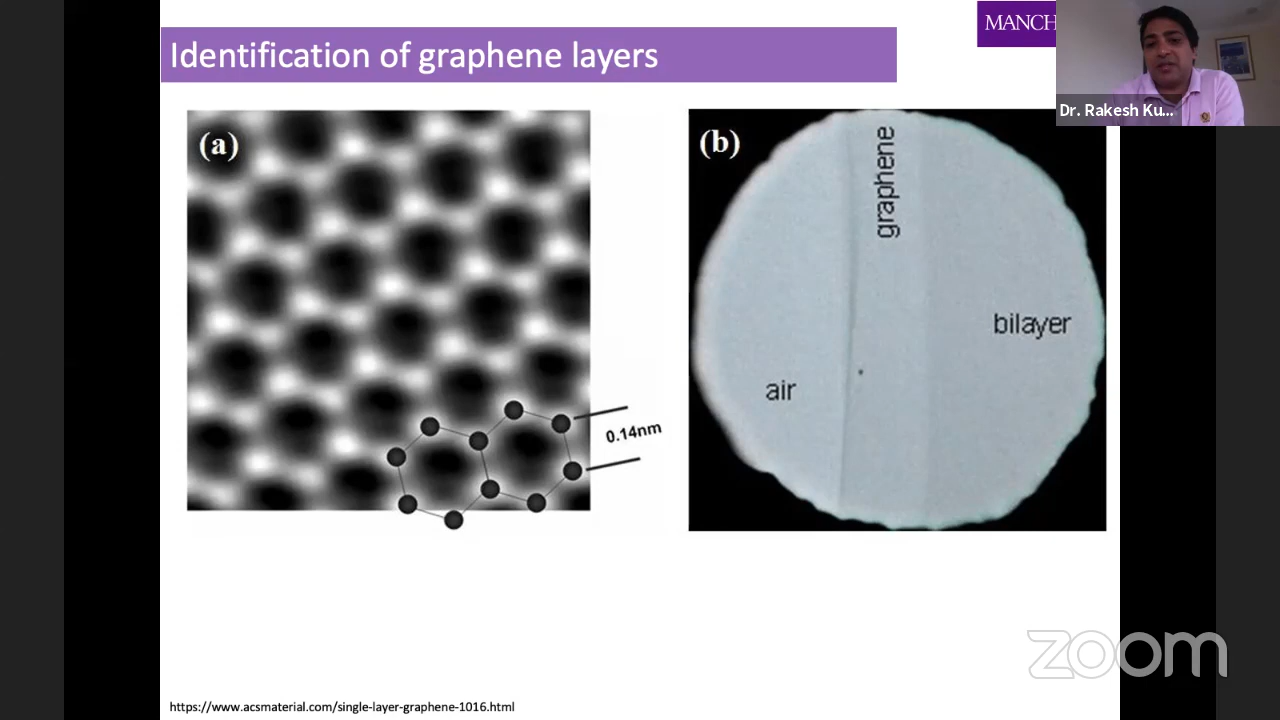 Identification of graphene layers
MANCH
Dr. Rakesh Ku...
(a)
0.14nm
(b)
graphene
air
bilayer
zoom
https://www.acsmaterial.com/single-layer-graphene-1016.html